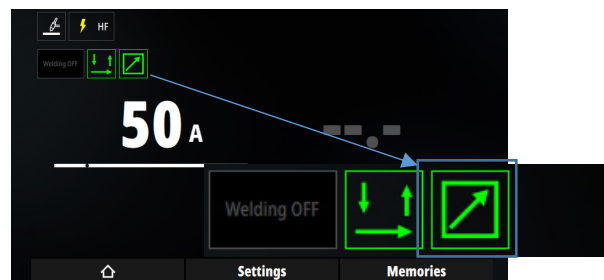 HF
Welding OFF
50 A
--.-
Welding OFF
Settings Memories